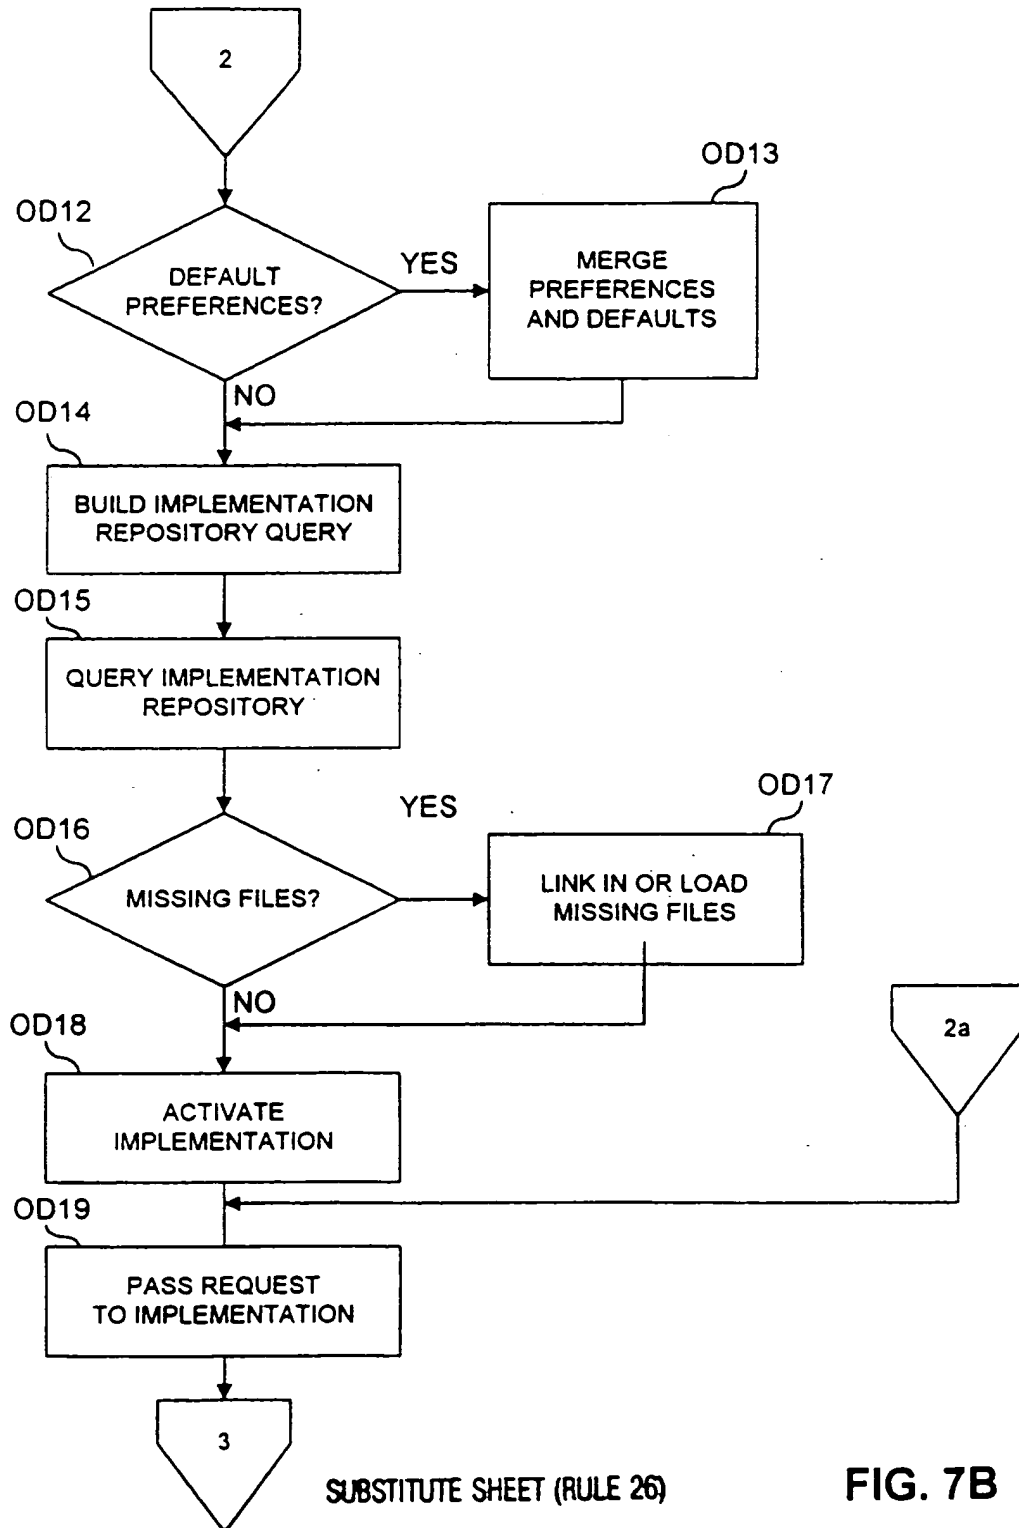 2
OD12
DEFAULT
PREFERENCES?
YES
OD13
MERGE
PREFERENCES
AND DEFAULTS
NO
OD14
BUILD IMPLEMENTATION
REPOSITORY QUERY
OD15
QUERY IMPLEMENTATION
REPOSITORY
OD16
MISSING FILES?
YES
OD17
LINK IN OR LOAD
MISSING FILES
NO
2a
OD18
ACTIVATE
IMPLEMENTATION
OD19
PASS REQUEST
TO IMPLEMENTATION
3
SUBSTITUTE SHEET (RULE 26)
FIG. 7B